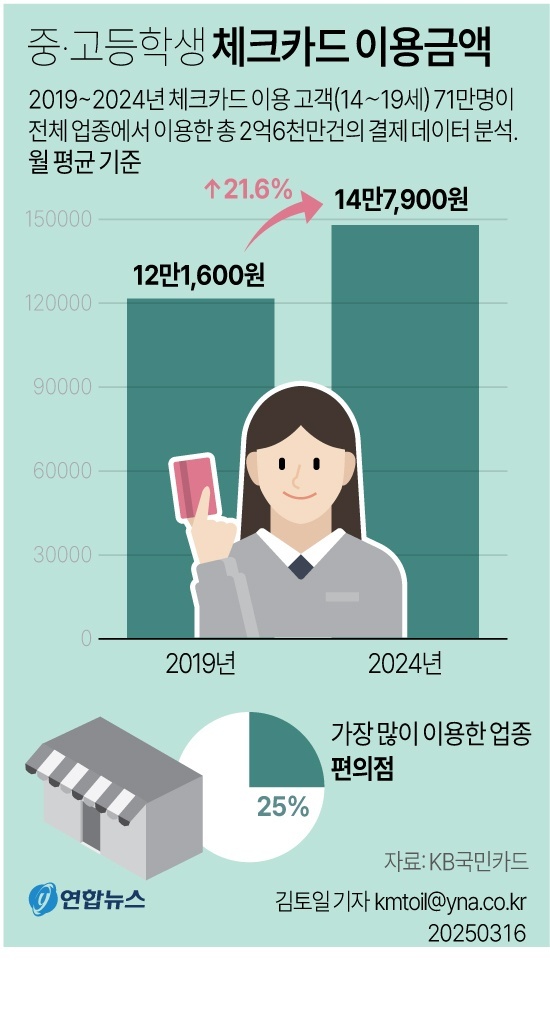 중·고등학생 체크카드 이용금액
2019~2024년 체크카드 이용 고객(14~19세) 71만명이
전체 업종에서 이용한 총 2억6천만건의 결제 데이터 분석.
월 평균 기준
↑21.6%
14만7,900원
150000
12만1,600원
120000
90000
60000
30000
0
2019년
2024년
가장 많이 이용한 업종
편의점
25%
자료:KB국민카드
y 연합뉴스
김토일 기자 kmtoil@yna.co.kr
20250316